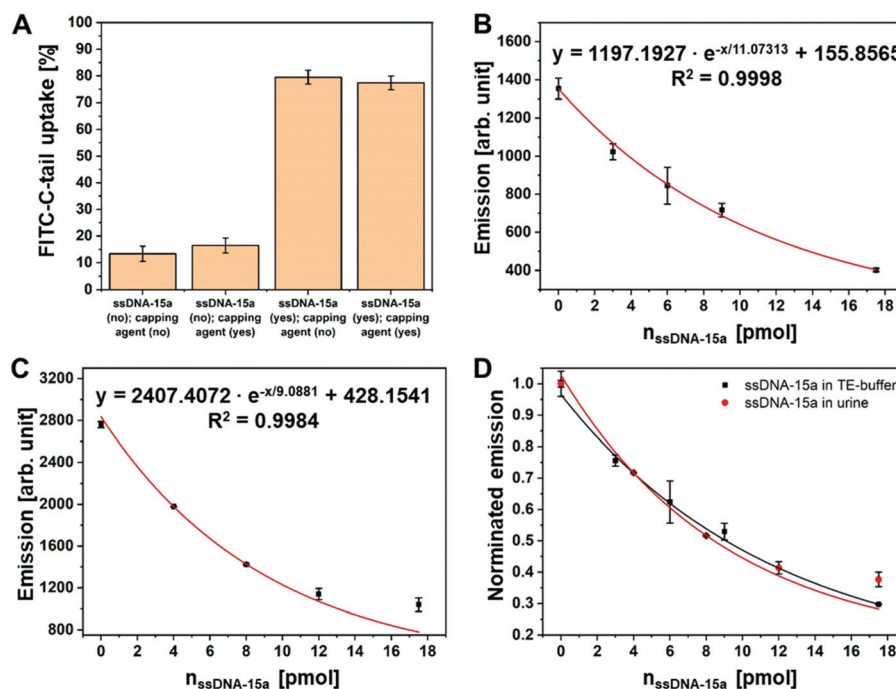 A
FITC-C-tail uptake [%]
100
90
80
70
60
50
40
30
20
10
0
ssDNA-15a
(no); capping
agent (no)
ssDNA-15a
(no); capping
agent (yes)
ssDNA-15a
(yes); capping
agent (no)
ssDNA-15a
(yes); capping
agent (yes)
B
y = 1197.1927 · e-x/11.07313 + 155.8565
R2 = 0.9998
Emission [arb. unit]
1600
1400
1200
1000
800
600
400
0 2 4 6 8 10 12 14 16 18
nssDNA-15a [pmol]
C
y = 2407.4072 · e-x/9.0881 + 428.1541
R2 = 0.9984
Emission [arb. unit]
3200
2800
2400
2000
1600
1200
800
0 2 4 6 8 10 12 14 16 18
nssDNA-15a [pmol]
D
ssDNA-15a in TE-buffer
ssDNA-15a in urine
Norminated emission
1.0
0.9
0.8
0.7
0.6
0.5
0.4
0.3
0.2
0 2 4 6 8 10 12 14 16 18
nssDNA-15a [pmol]